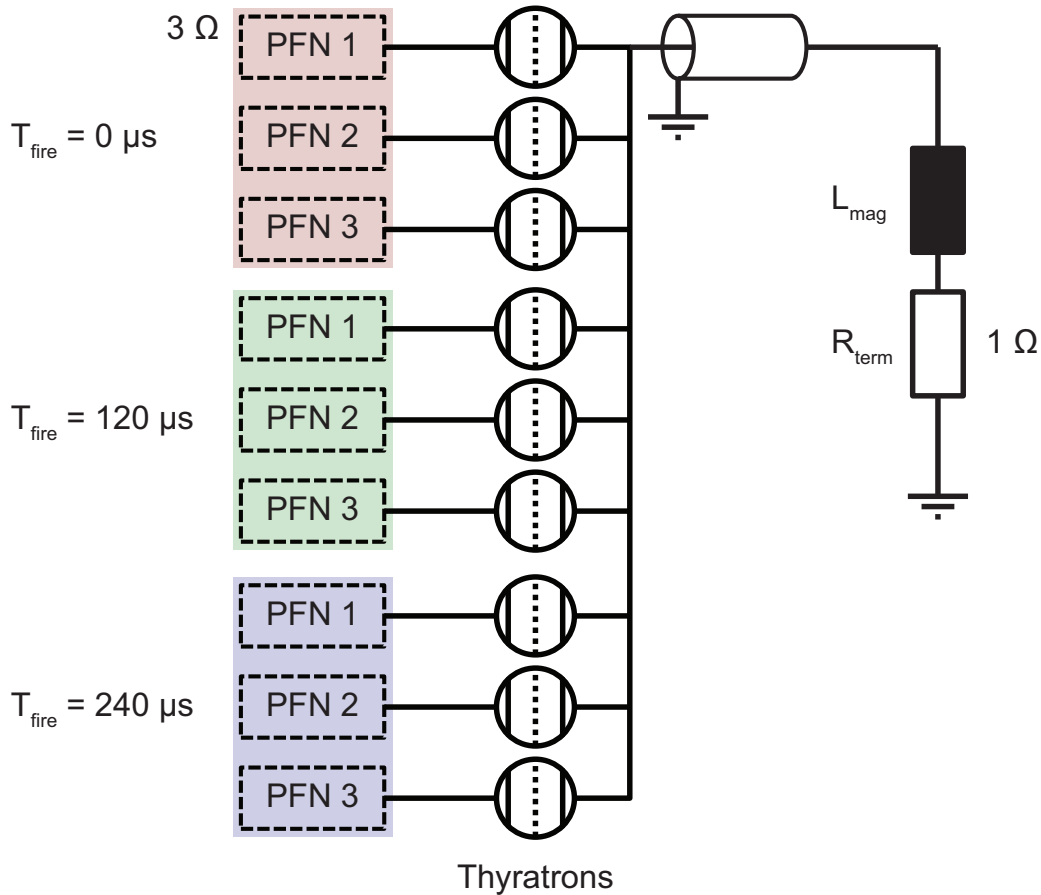 3 Ω
PFN 1
T_fire = 0 µs
PFN 2
PFN 3
L_mag
PFN 1
R_term
1 Ω
T_fire = 120 µs
PFN 2
PFN 3
PFN 1
T_fire = 240 µs
PFN 2
PFN 3
Thyratrons